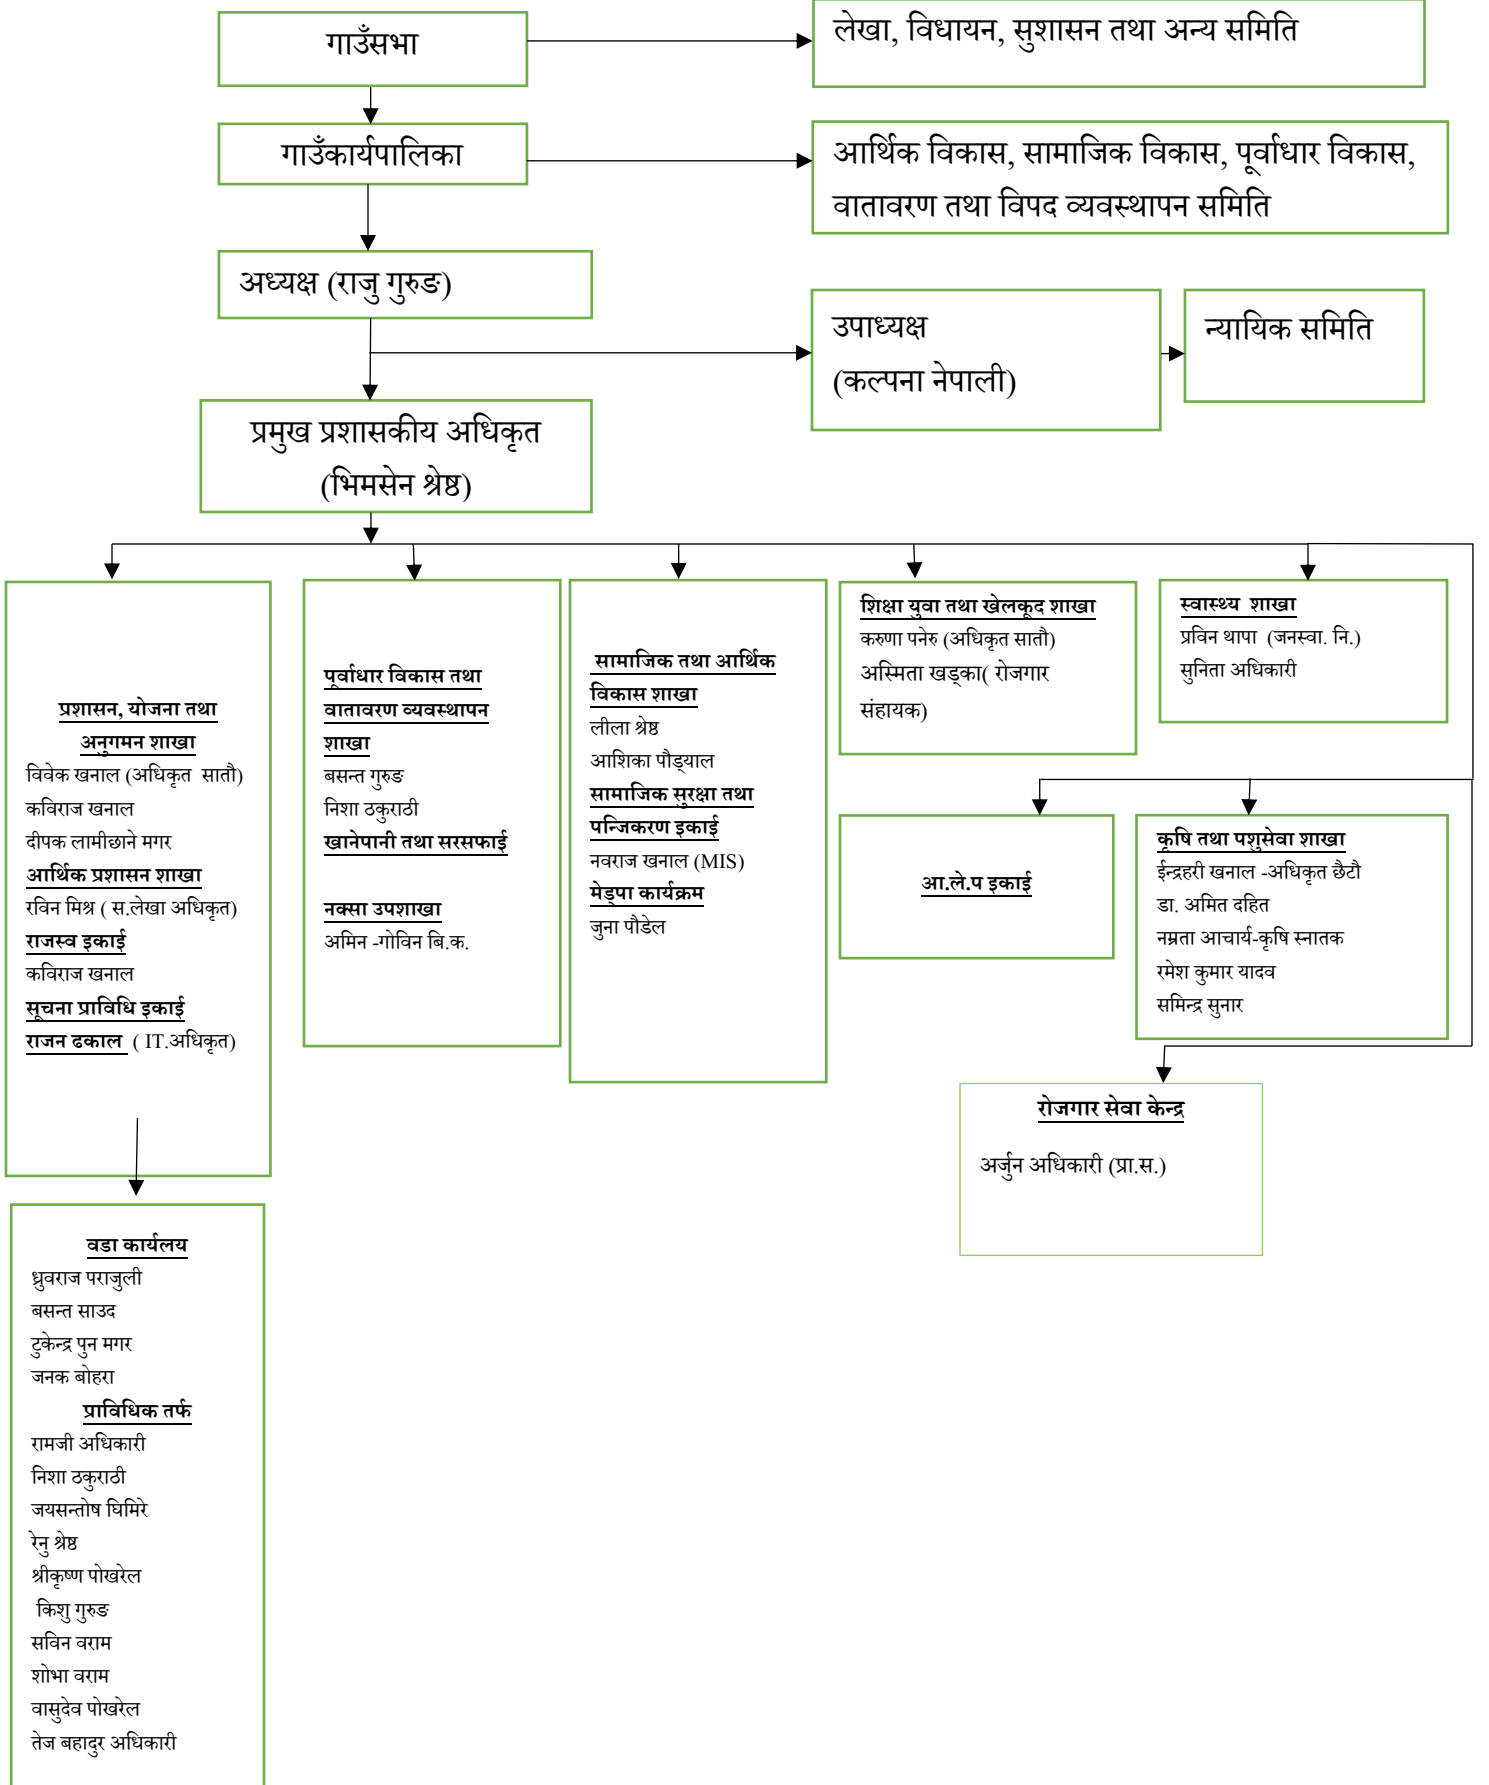 गाउँसभा
लेखा, विधायन, सुशासन तथा अन्य समिति
गाउँकार्यपालिका
आर्थिक विकास, सामाजिक विकास, पूर्वाधार विकास,
वातावरण तथा विपद व्यवस्थापन समिति
अध्यक्ष (राजु गुरुङ)
उपाध्यक्ष
(कल्पना नेपाली)
न्यायिक समिति
प्रमुख प्रशासकीय अधिकृत
(भिमसेन श्रेष्ठ)
प्रशासन, योजना तथा
अनुगमन शाखा
विवेक खनाल (अधिकृत सातौ)
कविराज खनाल
दीपक लामीछाने मगर
आर्थिक प्रशासन शाखा
रविन मिश्र ( स.लेखा अधिकृत)
राजस्व इकाई
कविराज खनाल
सूचना प्राविधि इकाई
राजन ढकाल ( IT.अधिकृत)
पूर्वाधार विकास तथा
वातावरण व्यवस्थापन
शाखा
बसन्त गुरुङ
निशा ठकुराठी
खानेपानी तथा सरसफाई
नक्सा उपशाखा
अमिन -गोविन बि.क.
सामाजिक तथा आर्थिक
विकास शाखा
लीला श्रेष्ठ
आशिका पौड्याल
सामाजिक सुरक्षा तथा
पन्जिकरण इकाई
नवराज खनाल (MIS)
मेड्पा कार्यक्रम
जुना पौडेल
शिक्षा युवा तथा खेलकूद शाखा
करुणा पनेरु (अधिकृत सातौ)
अस्मिता खड्का( रोजगार
संहायक)
स्वास्थ्य शाखा
प्रविन थापा (जनस्वा. नि.)
सुनिता अधिकारी
आ.ले.प इकाई
कृषि तथा पशुसेवा शाखा
ईन्द्रहरी खनाल -अधिकृत छैटौ
डा. अमित दहित
नम्रता आचार्य-कृषि स्नातक
रमेश कुमार यादव
समिन्द्र सुनार
रोजगार सेवा केन्द्र
अर्जुन अधिकारी (प्रा.स.)
वडा कार्यलय
ध्रुवराज पराजुली
बसन्त साउद
टुकेन्द्र पुन मगर
जनक बोहरा
प्राविधिक तर्फ
रामजी अधिकारी
निशा ठकुराठी
जयसन्तोष घिमिरे
रेनु श्रेष्ठ
श्रीकृष्ण पोखरेल
किशु गुरुङ
सविन वराम
शोभा वराम
वासुदेव पोखरेल
तेज बहादुर अधिकारी